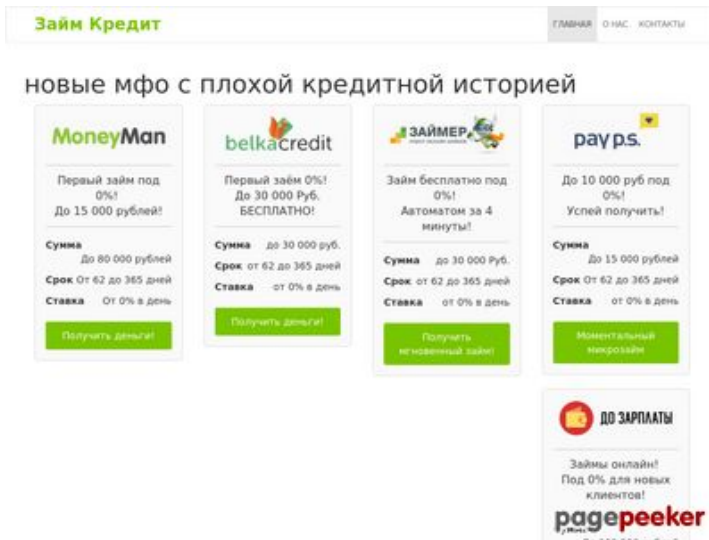 Займ Кредит
ГЛАВНАЯ О НАС КОНТАКТЫ
новые мфо с плохой кредитной историей
MoneyMan
Первый займ под
0%!
До 15 000 рублей!
Сумма
До 80 000 рублей
Срок От 62 до 365 дней
Ставка От 0% в день
Получить деньги!
belkacredit
Первый заём 0%!
До 30 000 Руб.
БЕСПЛАТНО!
Сумма до 30 000 руб.
Срок от 62 до 365 дней
Ставка от 0% в день
Получить деньги!
ЗАЙМЕР
Займ бесплатно под
0%!
Автоматом за 4
минуты!
Сумма до 30 000 Руб.
Срок от 62 до 365 дней
Ставка от 0% в день
Получить
мгновенный займ!
pay p.s.
До 10 000 руб под
0%!
Успей получить!
Сумма
До 15 000 рублей
Срок От 62 до 365 дней
Ставка от 0% в день
Моментальный
микрозайм
ДО ЗАРПЛАТЫ
Займы онлайн!
Под 0% для новых
клиентов!
pagepeeker